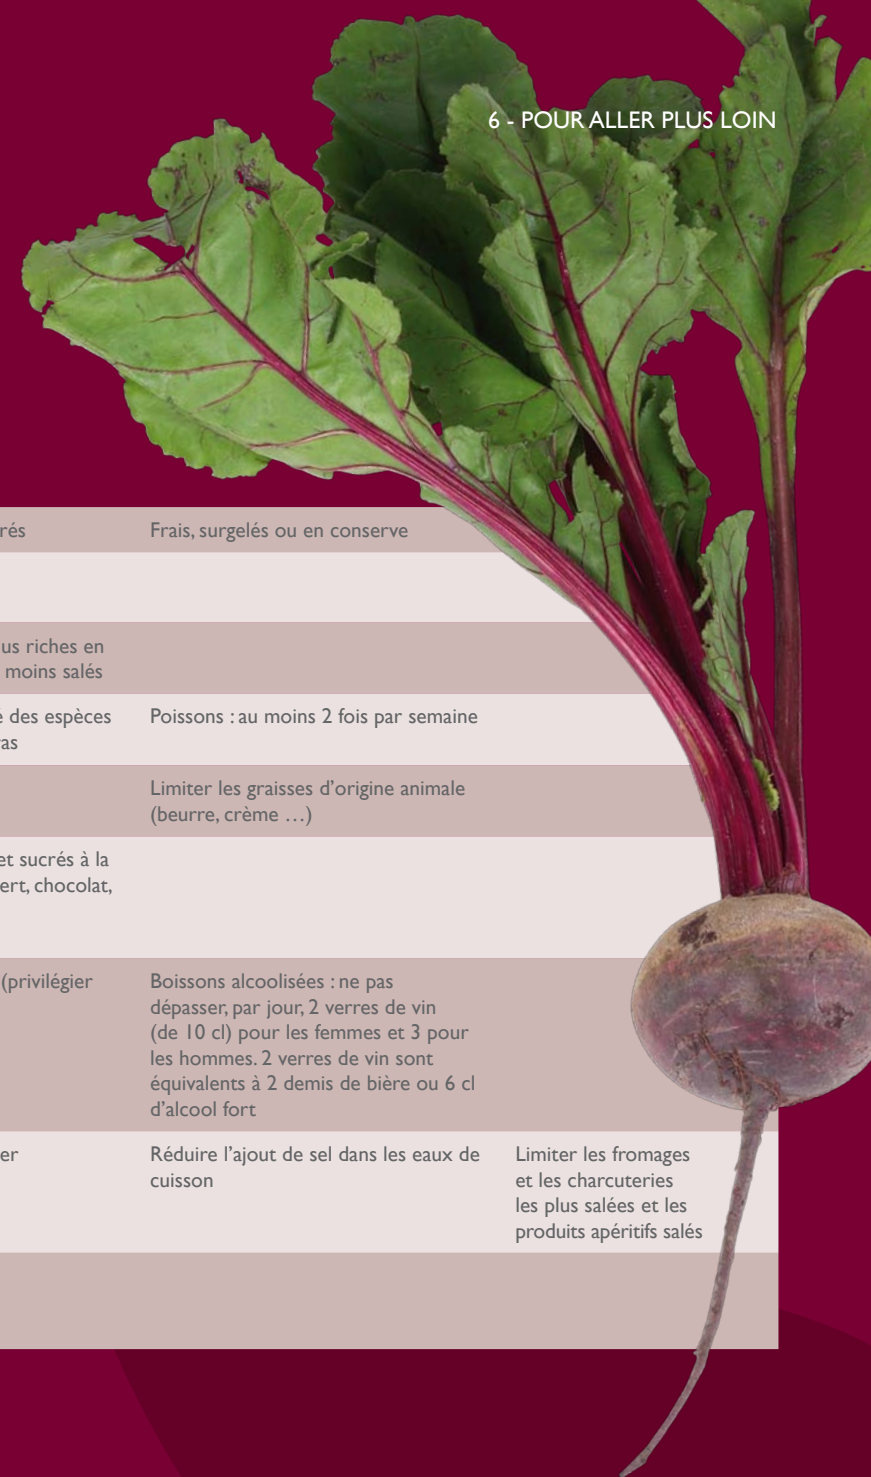 6 - POUR ALLER PLUS LOIN
Frais, surgelés ou en conserve
riches en
moins salés
des espèces
Poissons : au moins 2 fois par semaine
Limiter les graisses d’origine animale
(beurre, crème …)
et sucrés à la
chocolat,
(privilégier
Boissons alcoolisées : ne pas
dépasser, par jour, 2 verres de vin
(de 10 cl) pour les femmes et 3 pour
les hommes. 2 verres de vin sont
équivalents à 2 demis de bière ou 6 cl
d’alcool fort
Réduire l’ajout de sel dans les eaux de
cuisson
Limiter les fromages
et les charcuteries
les plus salées et les
produits apéritifs salés